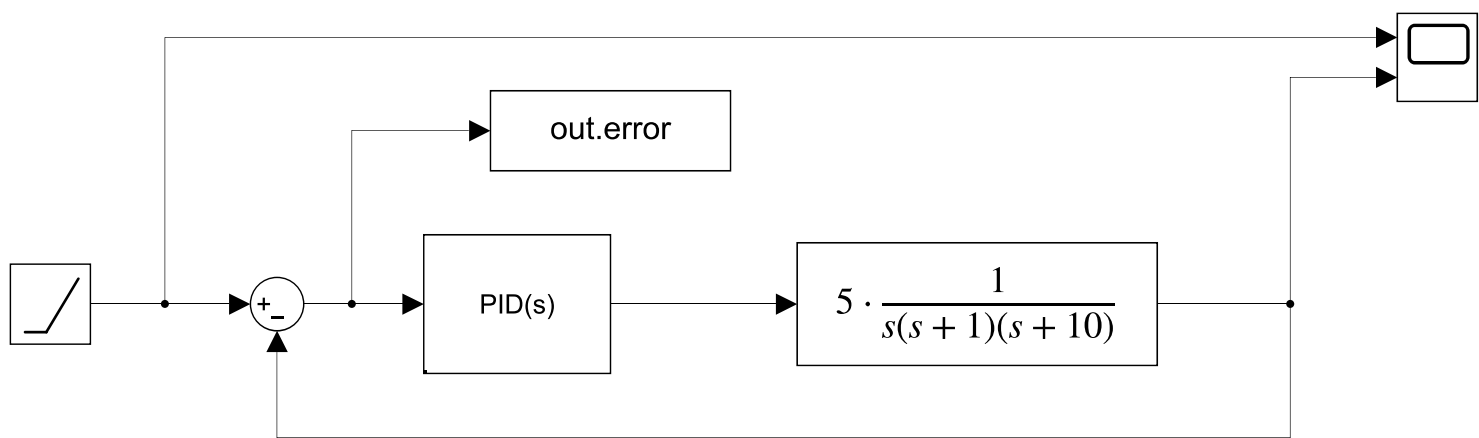 out.error
+
−
PID(s)
5 · 1 / s(s + 1)(s + 10)